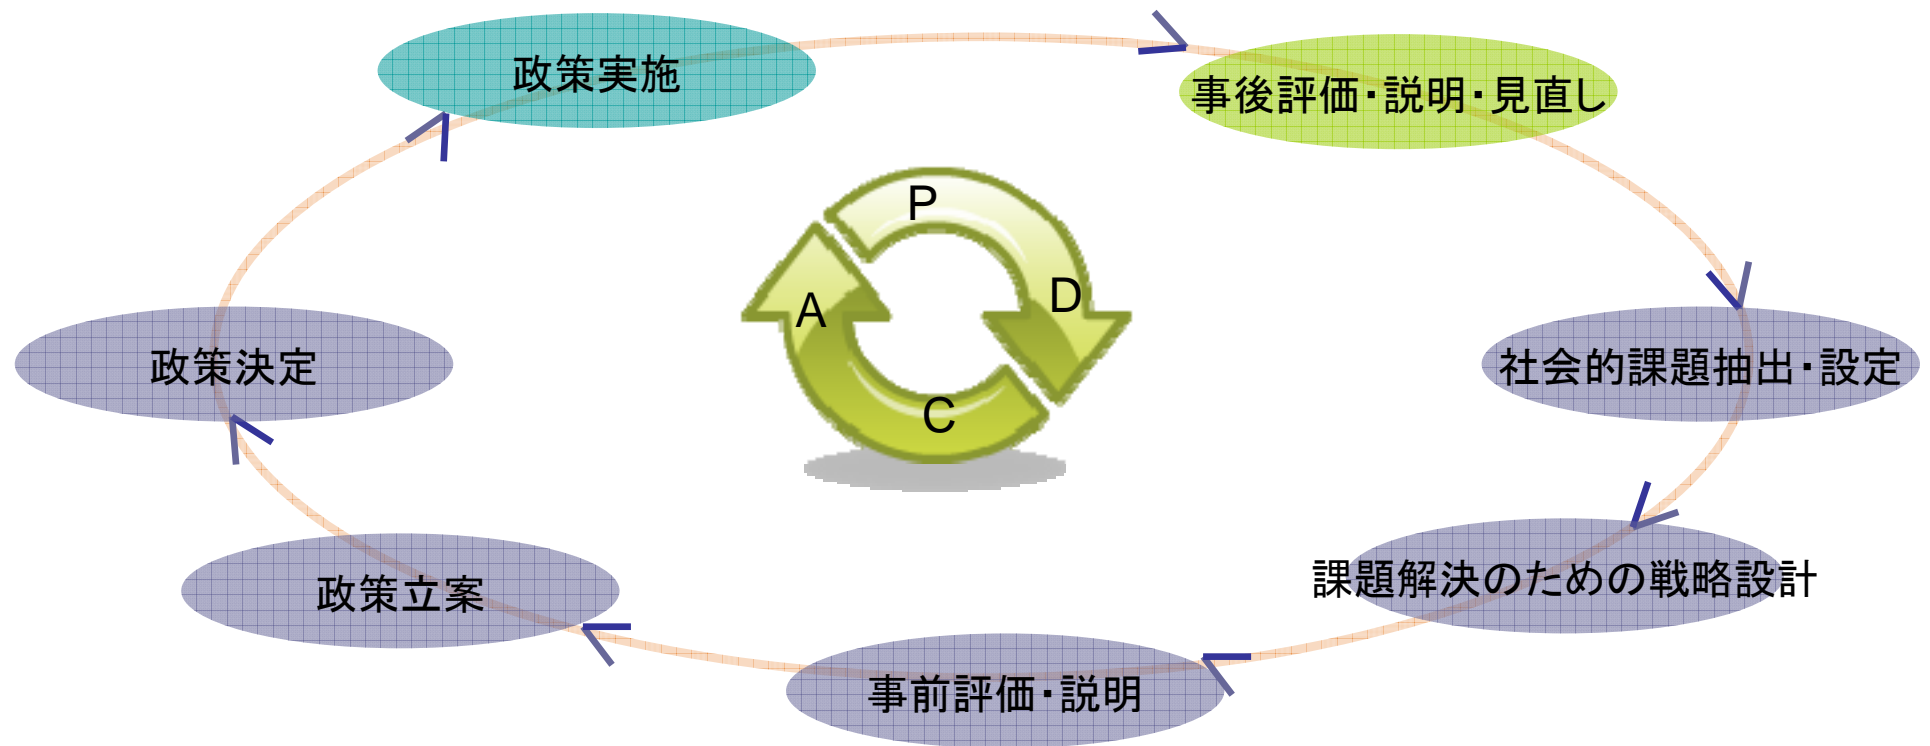 政策実施
事後評価・説明・見直し
P
D
A
C
政策決定
社会的課題抽出・設定
政策立案
課題解決のための戦略設計
事前評価・説明